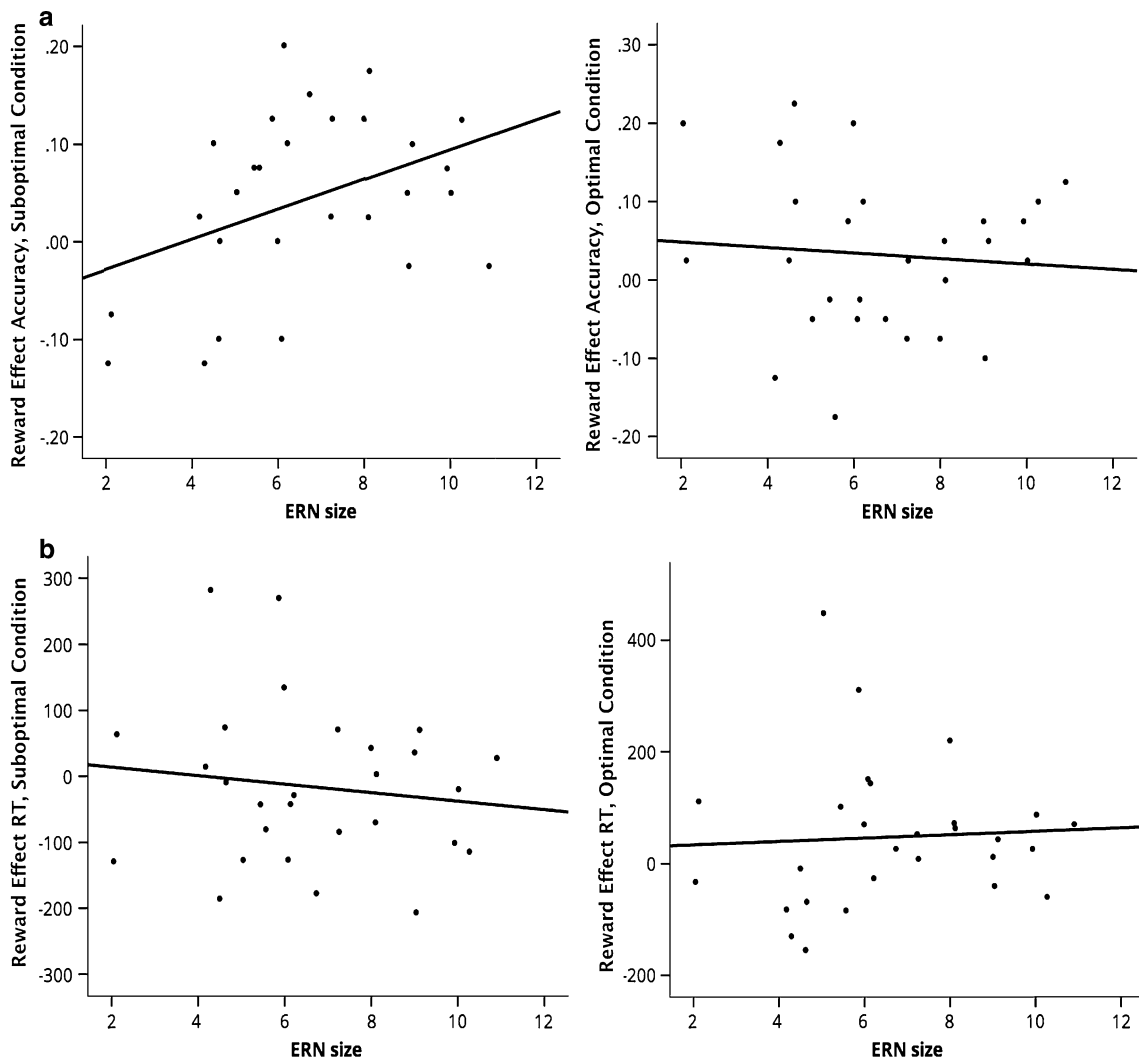 a
Reward Effect Accuracy, Suboptimal Condition
.20
.10
.00
-.10
-.20
2 4 6 8 10 12
ERN size
Reward Effect Accuracy, Optimal Condition
.30
.20
.10
.00
-.10
-.20
2 4 6 8 10 12
ERN size
b
Reward Effect RT, Suboptimal Condition
300
200
100
0
-100
-200
-300
2 4 6 8 10 12
ERN size
Reward Effect RT, Optimal Condition
400
200
0
-200
2 4 6 8 10 12
ERN size